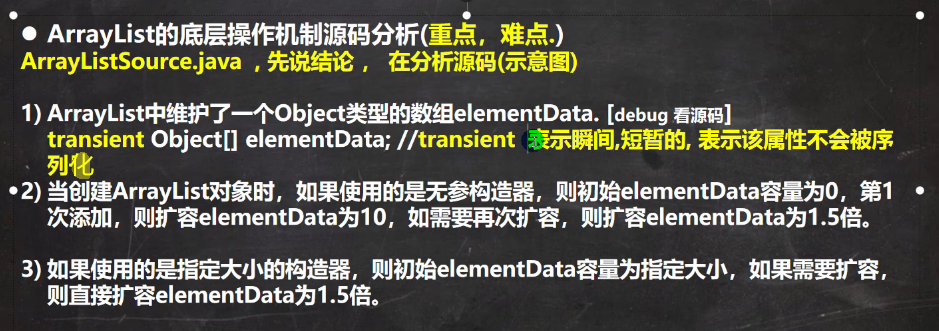 ● ArrayList的底层操作机制源码分析(重点，难点.)
ArrayListSource.java , 先说结论， 在分析源码(示意图)
1) ArrayList中维护了一个Object类型的数组elementData. [debug 看源码]
transient Object[] elementData; //transient 表示瞬间,短暂的, 表示该属性不会被序
列化
2) 当创建ArrayList对象时，如果使用的是无参构造器，则初始elementData容量为0，第1
次添加，则扩容elementData为10，如需要再次扩容，则扩容elementData为1.5倍。
3) 如果使用的是指定大小的构造器，则初始elementData容量为指定大小，如果需要扩容，
则直接扩容elementData为1.5倍。